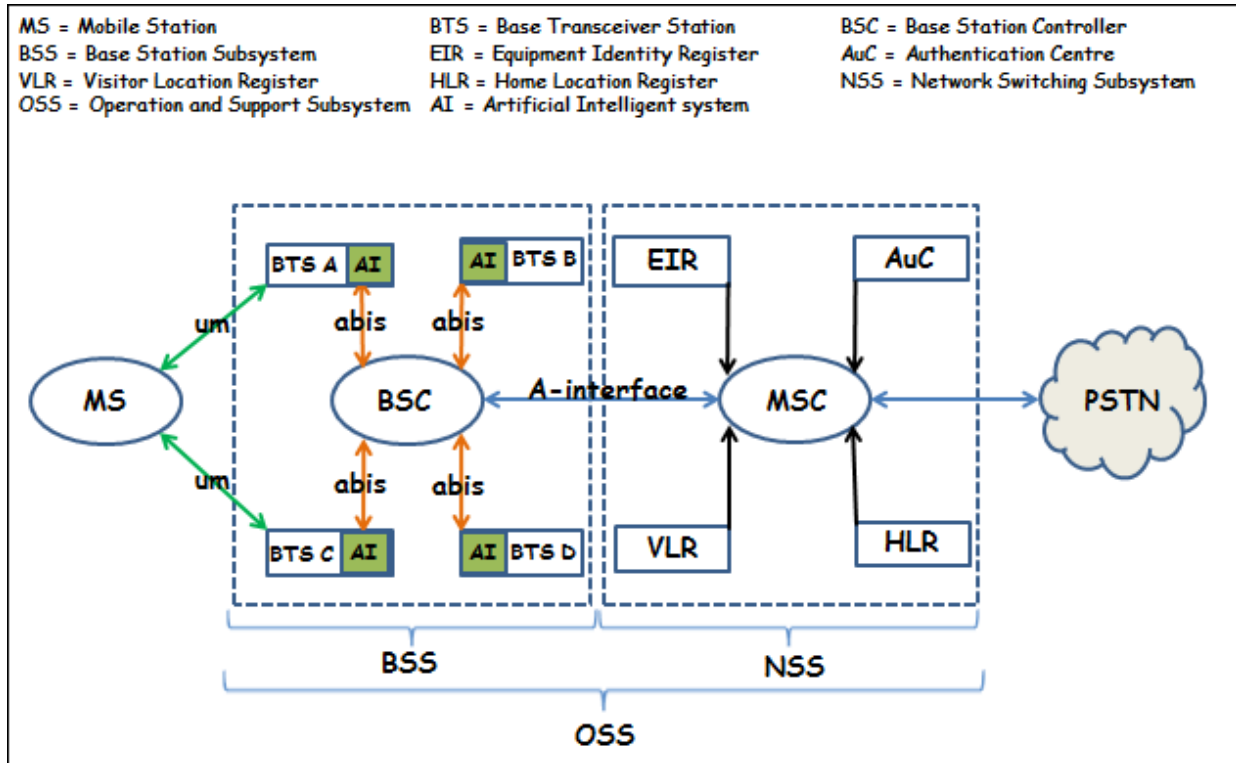 MS = Mobile Station BTS = Base Transceiver Station BSC = Base Station Controller
BSS = Base Station Subsystem EIR = Equipment Identity Register AuC = Authentication Centre
VLR = Visitor Location Register HLR = Home Location Register NSS = Network Switching Subsystem
OSS = Operation and Support Subsystem AI = Artificial Intelligent system
BTS A AI AI BTS B EIR AuC
um abis abis
MS BSC A-interface MSC PSTN
um abis abis
BTS C AI AI BTS D VLR HLR
BSS NSS
OSS